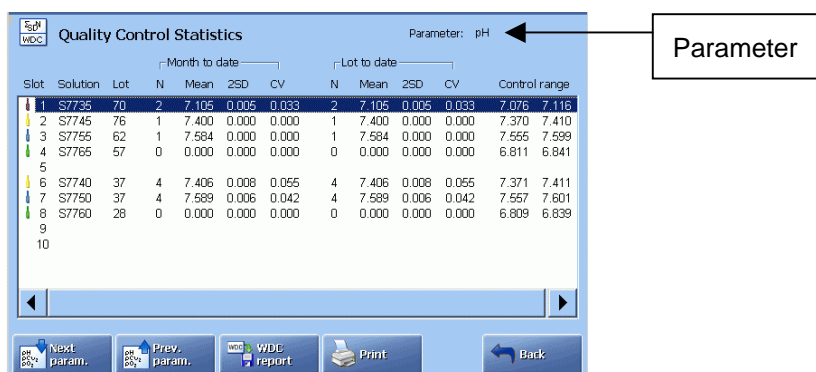 ΣSDN
WDC
Quality Control Statistics
Parameter: pH
Parameter
Month to date
Lot to date
Slot Solution Lot N Mean 2SD CV N Mean 2SD CV Control range
1 S7735 70 2 7.105 0.005 0.033 2 7.105 0.005 0.033 7.076 7.116
2 S7745 76 1 7.400 0.000 0.000 1 7.400 0.000 0.000 7.370 7.410
3 S7755 62 1 7.584 0.000 0.000 1 7.584 0.000 0.000 7.555 7.599
4 S7765 57 0 0.000 0.000 0.000 0 0.000 0.000 0.000 6.811 6.841
5
6 S7740 37 4 7.406 0.008 0.055 4 7.406 0.008 0.055 7.371 7.411
7 S7750 37 4 7.589 0.006 0.042 4 7.589 0.006 0.042 7.557 7.601
8 S7760 28 0 0.000 0.000 0.000 0 0.000 0.000 0.000 6.809 6.839
9
10
pH pCO₂ pO₂ Next param.
pH pCO₂ pO₂ Prev. param.
WDC WDC report
Print
Back